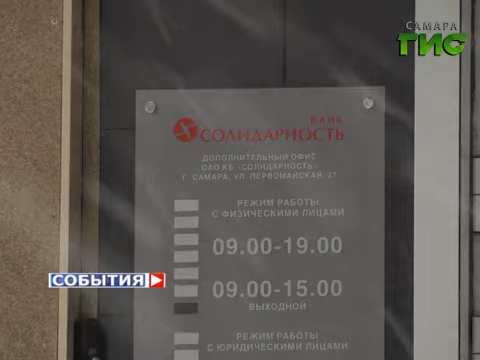 САМАРА
ГИС
БАНК
СОЛИДАРНОСТЬ
ДОПОЛНИТЕЛЬНЫЙ ОФИС
ОАО КБ «СОЛИДАРНОСТЬ»
Г. САМАРА, УЛ. ПЕРВОМАЙСКАЯ, 27
РЕЖИМ РАБОТЫ
С ФИЗИЧЕСКИМИ ЛИЦАМИ
09.00-19.00
09.00-15.00
ВЫХОДНОЙ
РЕЖИМ РАБОТЫ
С ЮРИДИЧЕСКИМИ ЛИЦАМИ:
СОБЫТИЯ